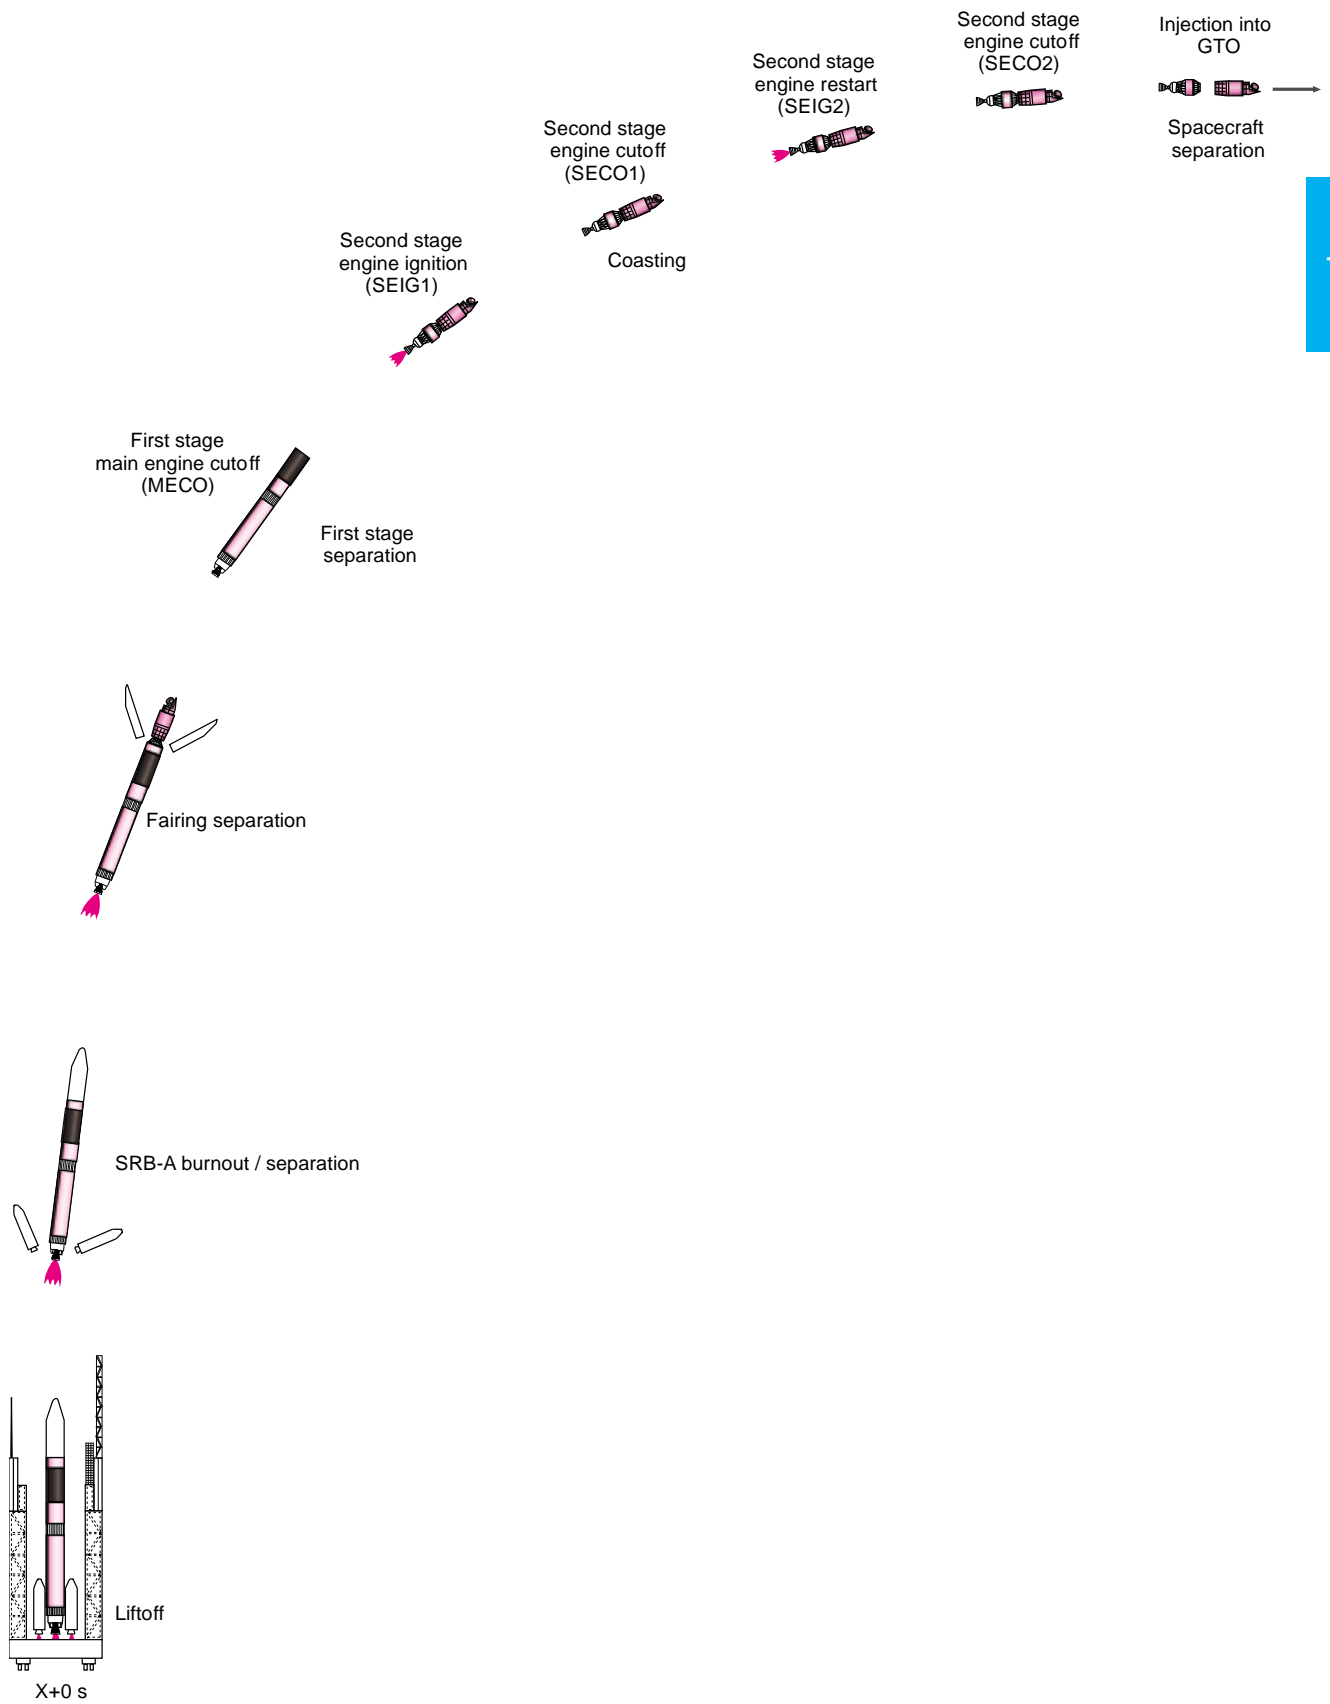 Second stage
engine cutoff
(SECO2)
Injection into
GTO
Spacecraft
separation
Second stage
engine restart
(SEIG2)
Second stage
engine cutoff
(SECO1)
Coasting
Second stage
engine ignition
(SEIG1)
First stage
main engine cutoff
(MECO)
First stage
separation
Fairing separation
SRB-A burnout / separation
Liftoff
X+0 s